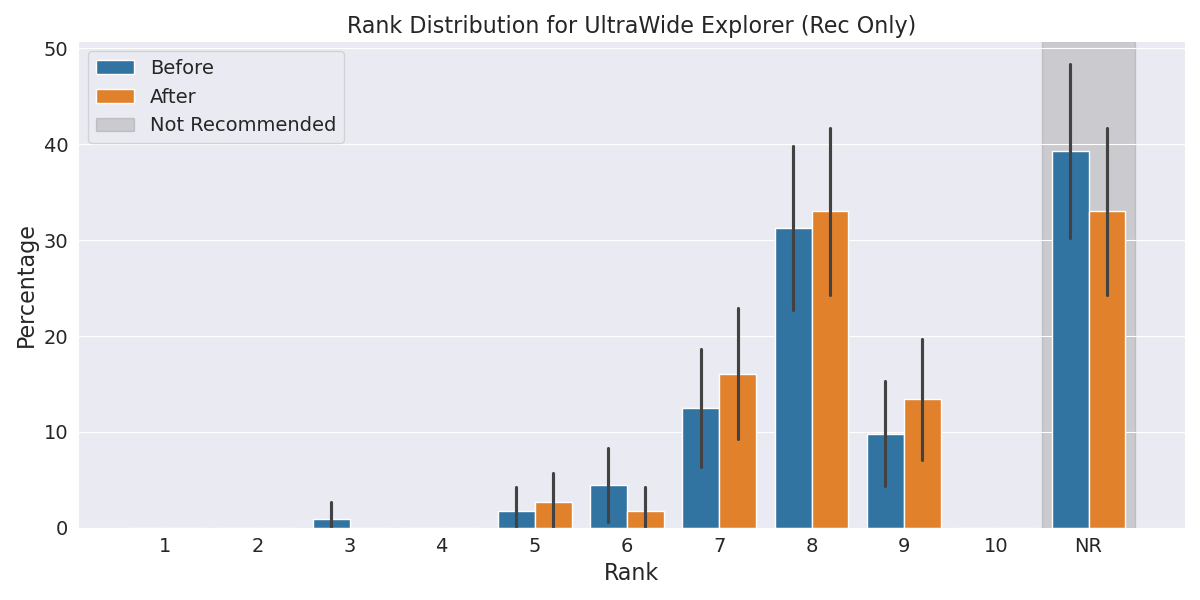 Rank Distribution for UltraWide Explorer (Rec Only)
Before
After
Not Recommended
Percentage
50
40
30
20
10
0
1 2 3 4 5 6 7 8 9 10 NR
Rank